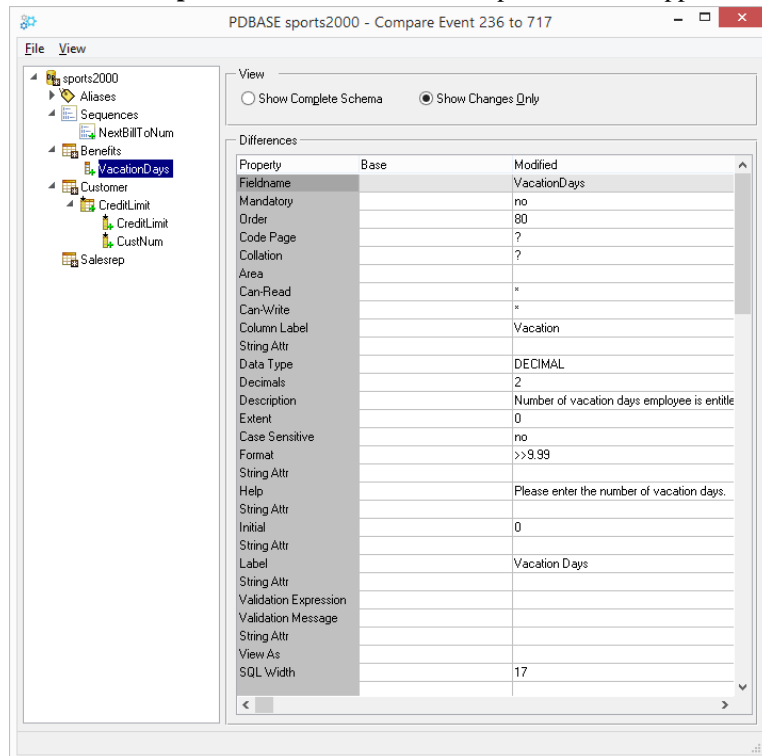 PDBASE sports2000 - Compare Event 236 to 717
File View
sports2000
Aliases
Sequences
NextBillToNum
Benefits
VacationDays
Customer
CreditLimit
CreditLimit
CustNum
Salesrep
View
Show Complete Schema Show Changes Only
Differences
Property Base Modified
Fieldname VacationDays
Mandatory no
Order 80
Code Page ?
Collation ?
Area
Can-Read *
Can-Write *
Column Label Vacation
String Attr
Data Type DECIMAL
Decimals 2
Description Number of vacation days employee is entitle
Extent 0
Case Sensitive no
Format >>9.99
String Attr
Help Please enter the number of vacation days.
String Attr
Initial 0
String Attr
Label Vacation Days
String Attr
Validation Expression
Validation Message
String Attr
View As
SQL Width 17